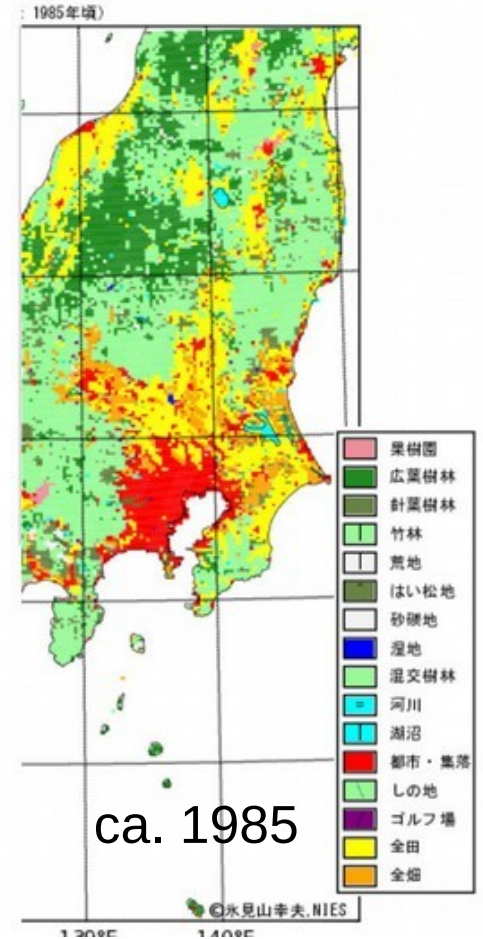 : 1985年頃)
果樹園
広葉樹林
針葉樹林
竹林
荒地
はい松地
砂礫地
湿地
混交樹林
河川
湖沼
都市・集落
しの地
ゴルフ場
全田
全畑
ca. 1985
©氷見山幸夫,NIES
139°E 140°E